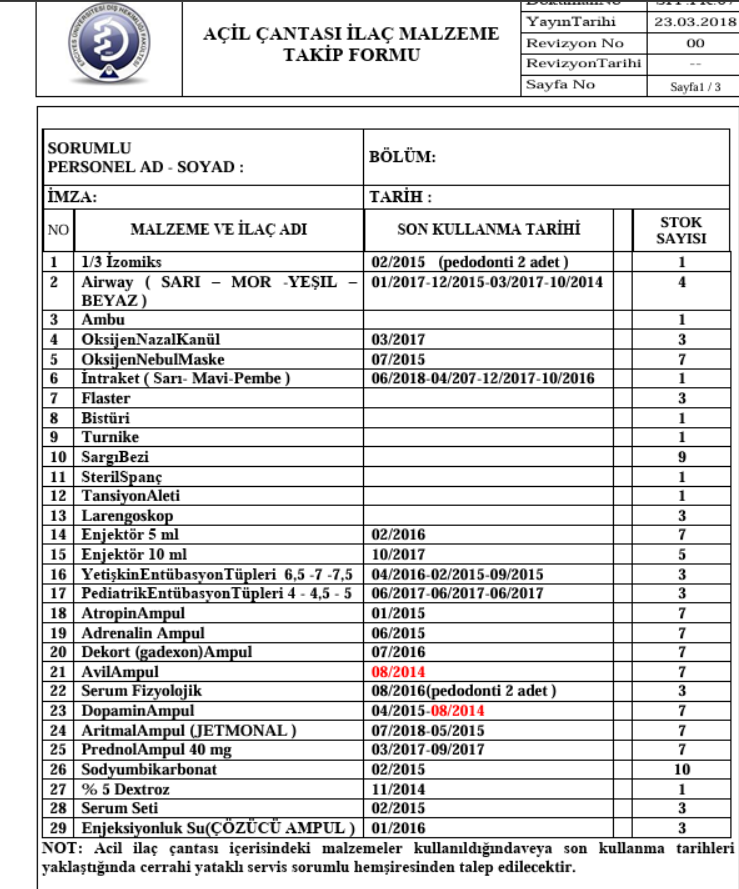 AÇİL ÇANTASI İLAÇ MALZEME
TAKİP FORMU
YayınTarihi 23.03.2018
Revizyon No 00
RevizyonTarihi --
Sayfa No Sayfa1 / 3
SORUMLU
PERSONEL AD - SOYAD :
BÖLÜM:
İMZA: TARİH :
NO MALZEME VE İLAÇ ADI SON KULLANMA TARİHİ STOK
SAYISI
1 1/3 İzomiks 02/2015 (pedodonti 2 adet ) 1
2 Airway ( SARI – MOR -YEŞIL – 01/2017-12/2015-03/2017-10/2014 4
BEYAZ )
3 Ambu 1
4 OksijenNazalKanül 03/2017 3
5 OksijenNebulMaske 07/2015 7
6 İntraket ( Sarı- Mavi-Pembe ) 06/2018-04/207-12/2017-10/2016 1
7 Flaster 3
8 Bistüri 1
9 Turnike 1
10 SargıBezi 9
11 SterilSpanç 1
12 TansiyonAleti 1
13 Larengoskop 3
14 Enjektör 5 ml 02/2016 7
15 Enjektör 10 ml 10/2017 5
16 YetişkinEntübasyonTüpleri 6,5 -7 -7,5 04/2016-02/2015-09/2015 3
17 PediatrikEntübasyonTüpleri 4 - 4,5 - 5 06/2017-06/2017-06/2017 3
18 AtropinAmpul 01/2015 7
19 Adrenalin Ampul 06/2015 7
20 Dekort (gadexon)Ampul 07/2016 7
21 AvilAmpul 08/2014 7
22 Serum Fizyolojik 08/2016(pedodonti 2 adet ) 3
23 DopaminAmpul 04/2015-08/2014 7
24 AritmalAmpul (JETMONAL ) 07/2018-05/2015 7
25 PrednolAmpul 40 mg 03/2017-09/2017 7
26 Sodyumbikarbonat 02/2015 10
27 % 5 Dextroz 11/2014 1
28 Serum Seti 02/2015 3
29 Enjeksiyonluk Su(ÇÖZÜCÜ AMPUL ) 01/2016 3
NOT: Acil ilaç çantası içerisindeki malzemeler kullanıldığındaveya son kullanma tarihleri
yaklaştığında cerrahi yataklı servis sorumlu hemşiresinden talep edilecektir.